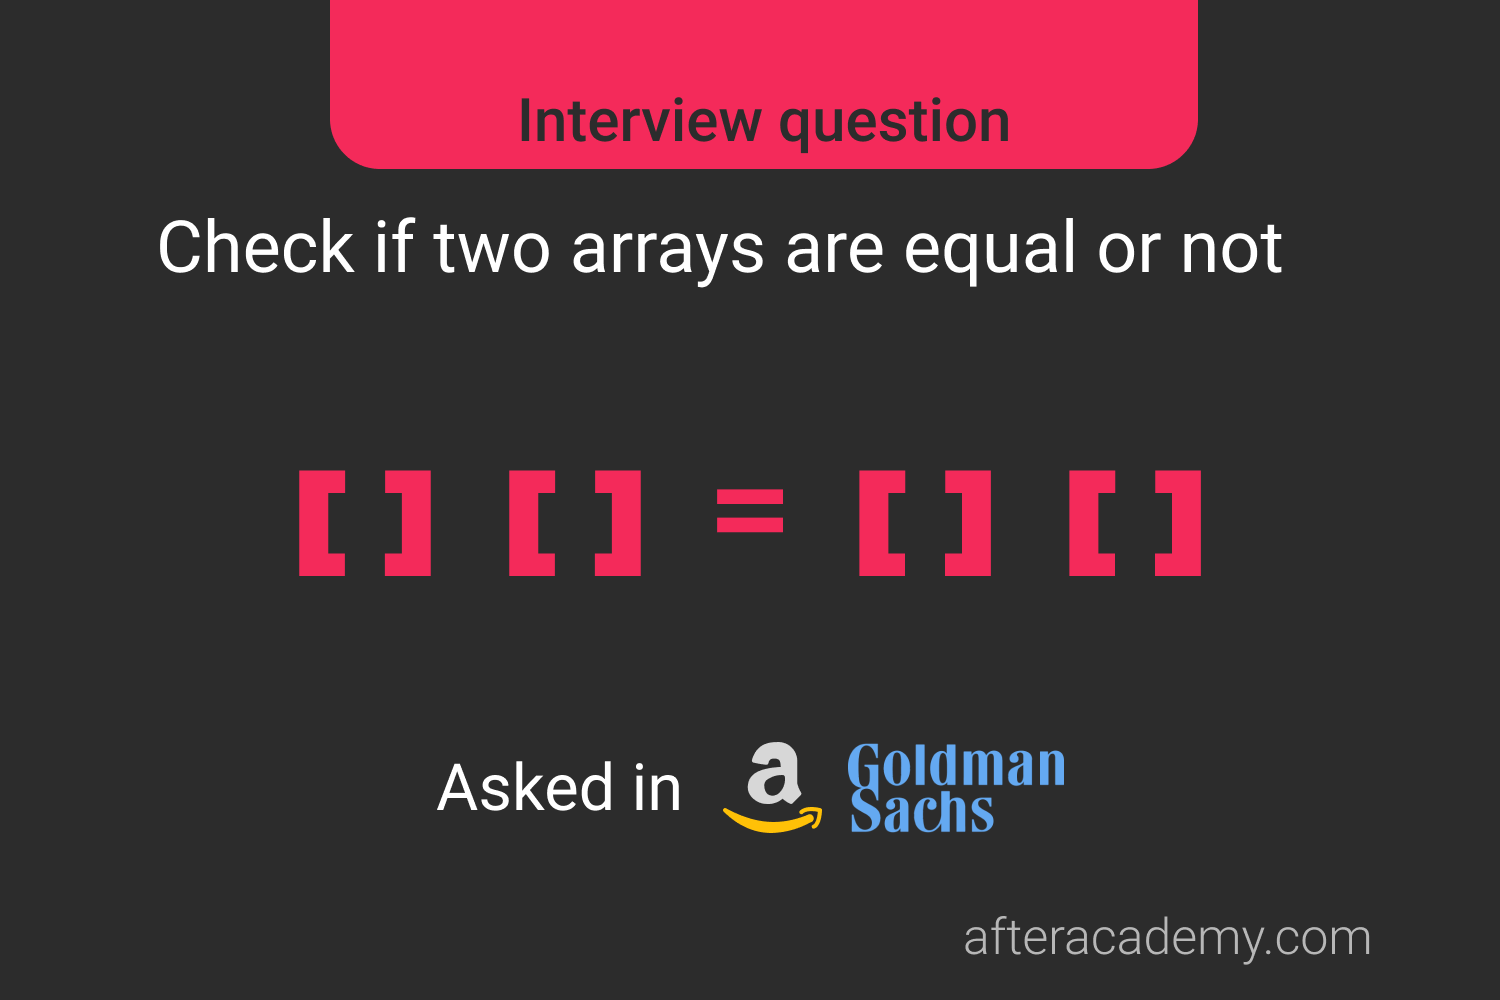 Interview question
Check if two arrays are equal or not
[ ] [ ] = [ ] [ ]
Asked in a Goldman
Sachs
afteracademy.com